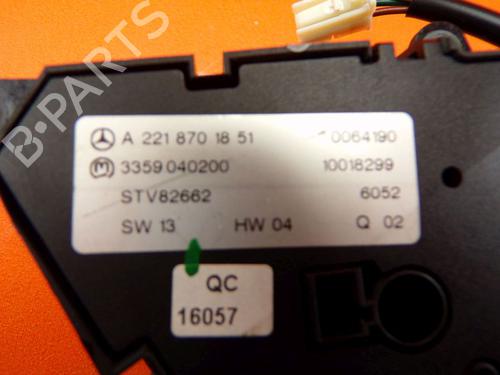 B-PARTS
A 221 870 18 51 0064190
3359 040200 10018299
STV82662 6052
SW 13 HW 04 Q 02
QC
16057